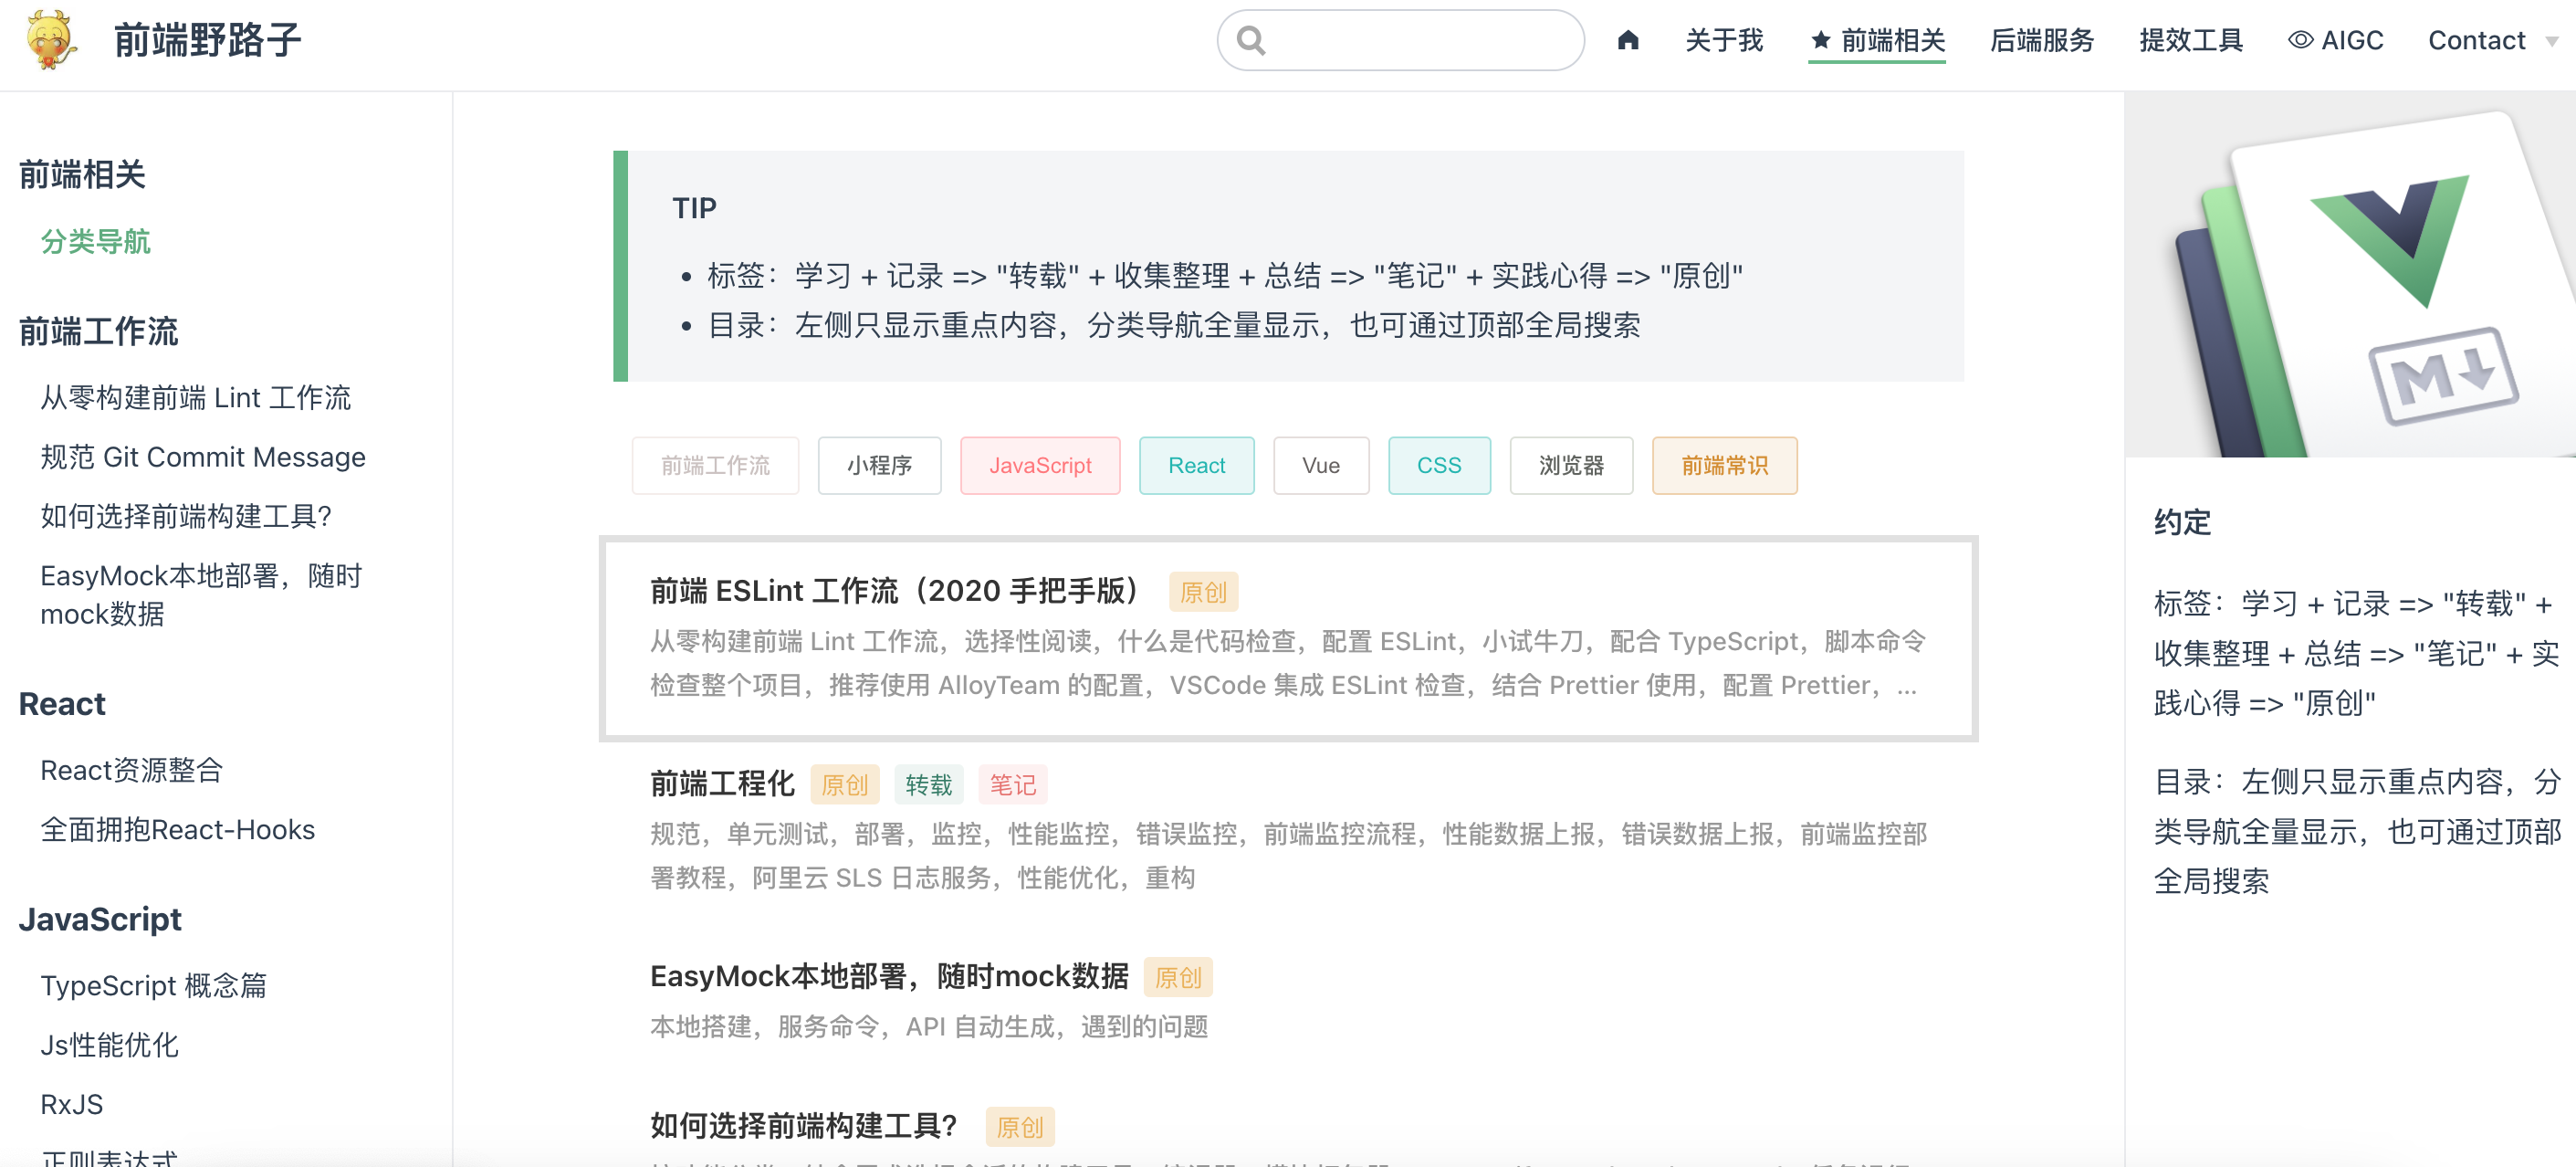 前端野路子
关于我
前端相关
后端服务
提效工具
AIGC
Contact
前端相关
分类导航
前端工作流
从零构建前端 Lint 工作流
规范 Git Commit Message
如何选择前端构建工具?
EasyMock本地部署，随时
mock数据
React
React资源整合
全面拥抱React-Hooks
JavaScript
TypeScript 概念篇
Js性能优化
RxJS
正则表达式
TIP
• 标签：学习 + 记录 => "转载" + 收集整理 + 总结 => "笔记" + 实践心得 => "原创"
• 目录：左侧只显示重点内容，分类导航全量显示，也可通过顶部全局搜索
前端工作流
小程序
JavaScript
React
Vue
CSS
浏览器
前端常识
前端 ESLint 工作流（2020 手把手版） 原创
从零构建前端 Lint 工作流，选择性阅读，什么是代码检查，配置 ESLint，小试牛刀，配合 TypeScript，脚本命令
检查整个项目，推荐使用 AlloyTeam 的配置，VSCode 集成 ESLint 检查，结合 Prettier 使用，配置 Prettier，...
前端工程化 原创 转载 笔记
规范，单元测试，部署，监控，性能监控，错误监控，前端监控流程，性能数据上报，错误数据上报，前端监控部
署教程，阿里云 SLS 日志服务，性能优化，重构
EasyMock本地部署，随时mock数据 原创
本地搭建，服务命令，API 自动生成，遇到的问题
如何选择前端构建工具? 原创
M
约定
标签：学习 + 记录 => "转载" +
收集整理 + 总结 => "笔记" + 实
践心得 => "原创"
目录：左侧只显示重点内容，分
类导航全量显示，也可通过顶部
全局搜索